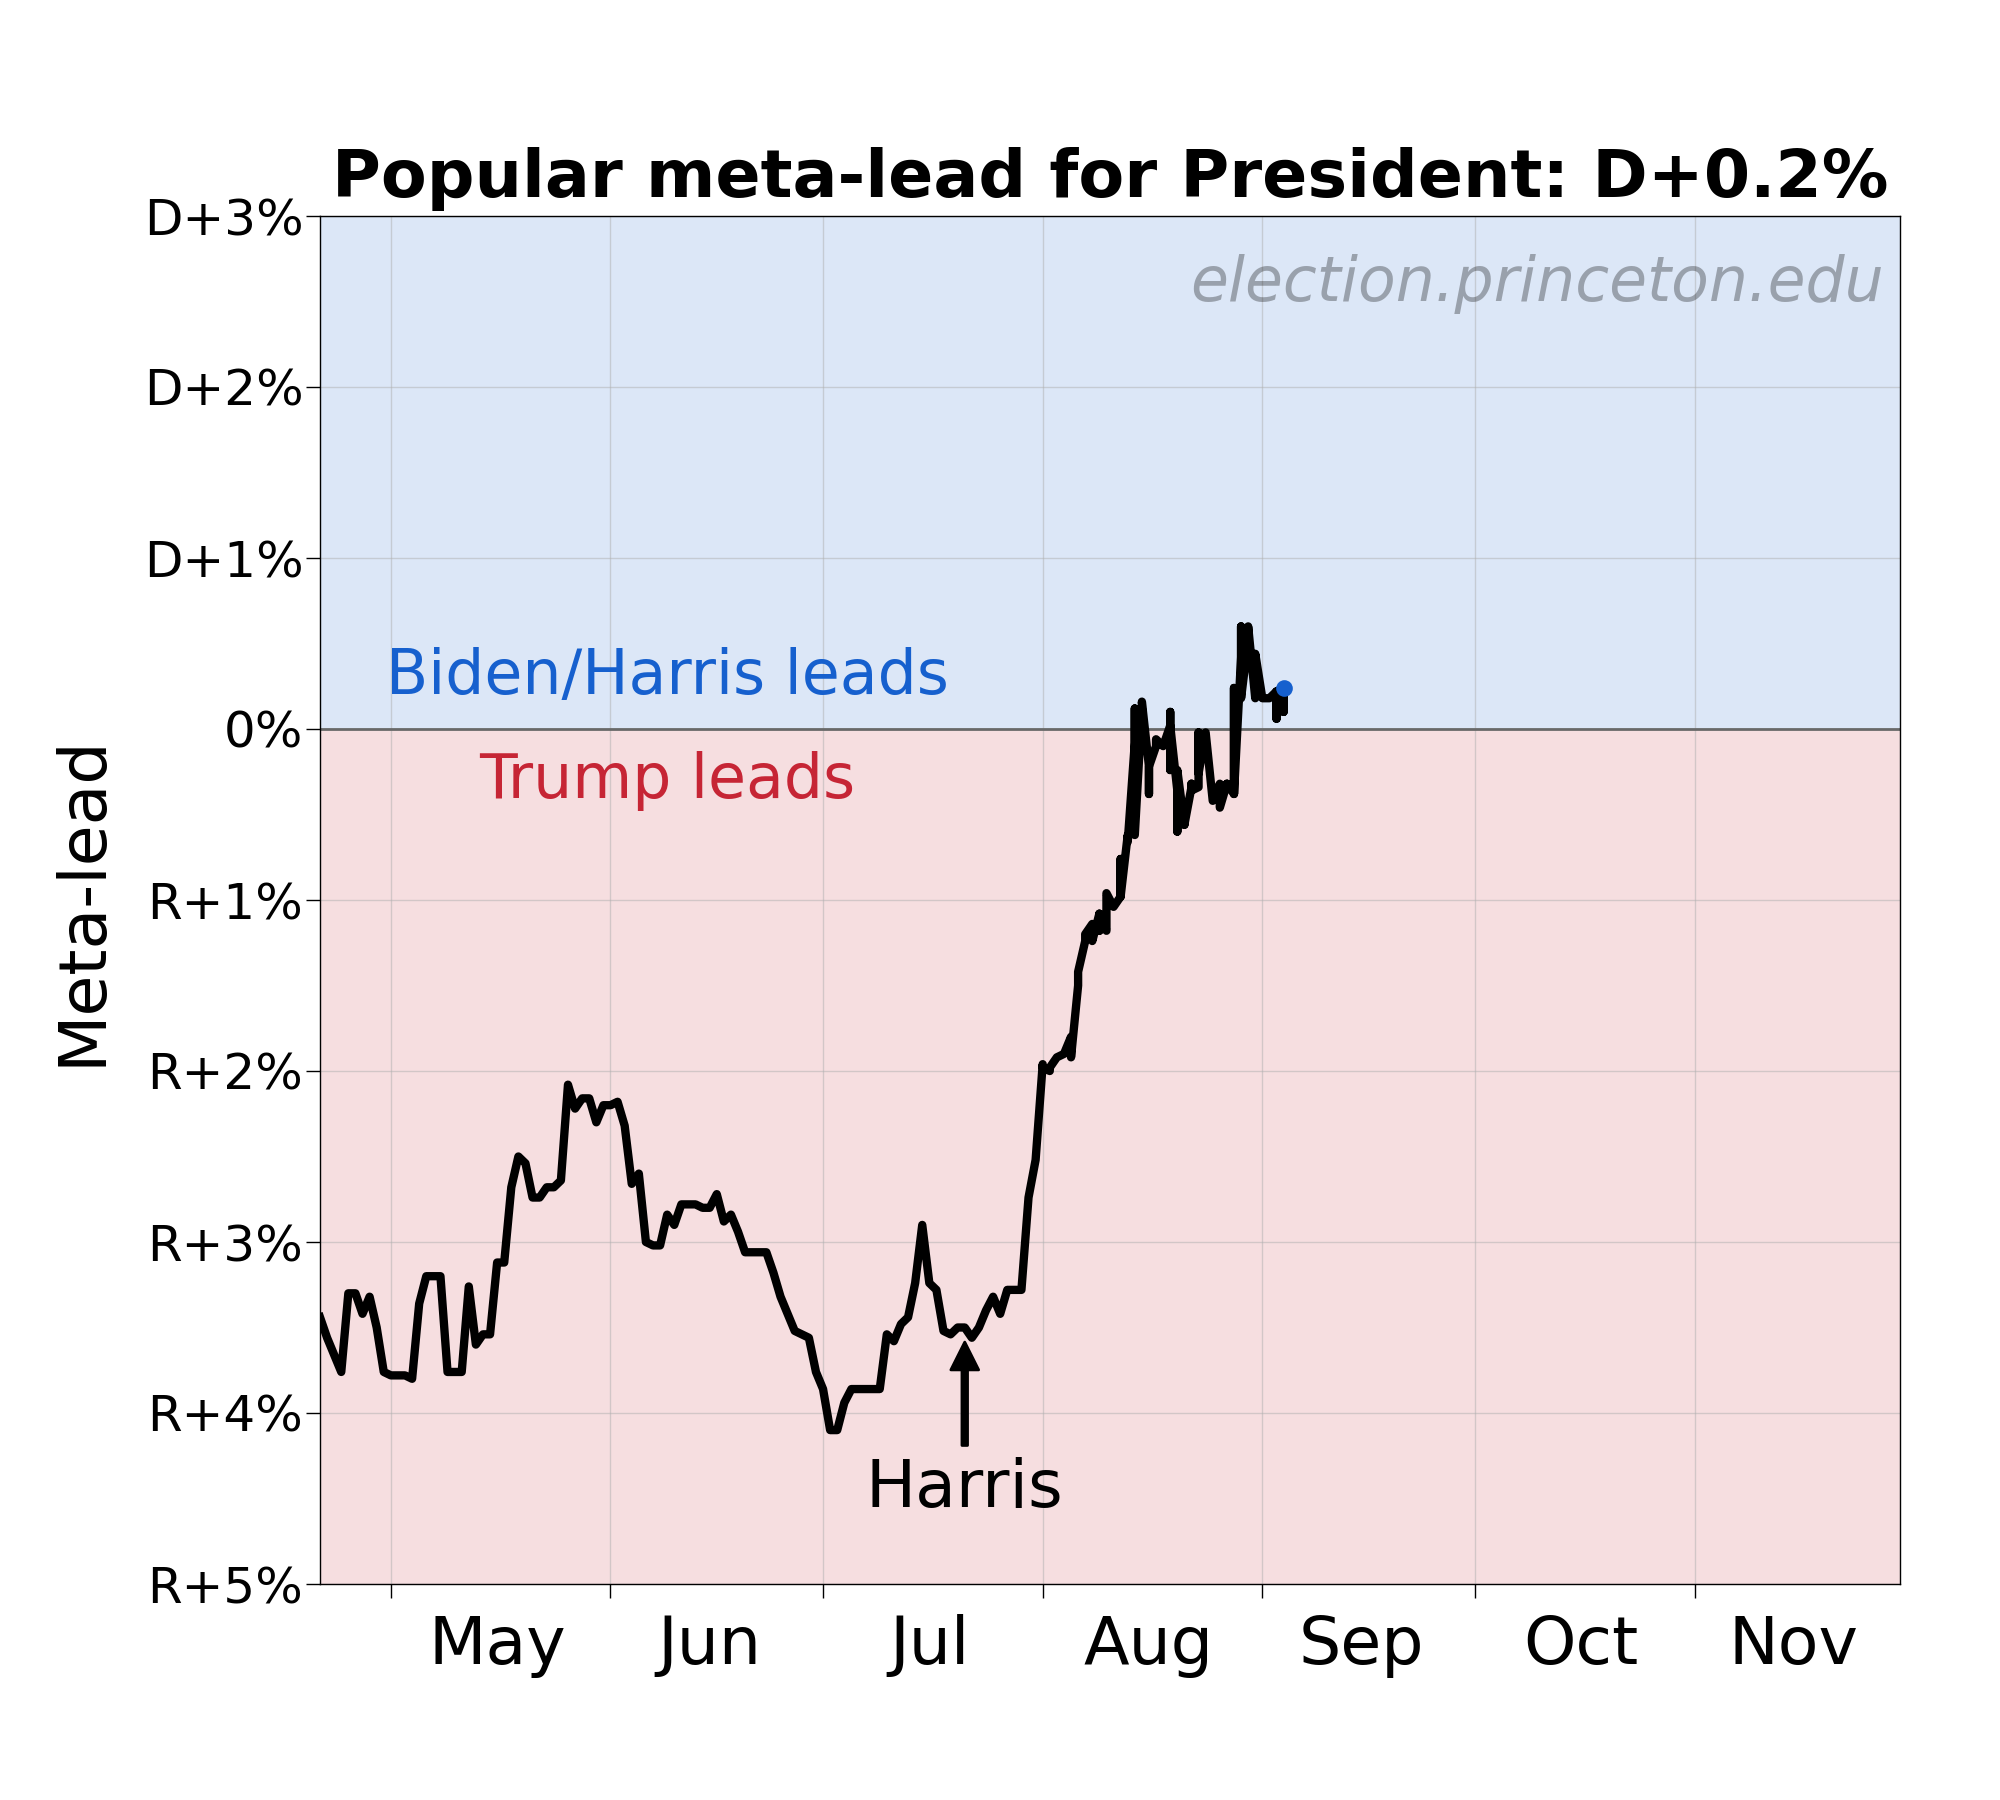 Popular meta-lead for President: D+0.2%
election.princeton.edu
D+3%
D+2%
D+1%
0%
R+1%
R+2%
R+3%
R+4%
R+5%
Meta-lead
Biden/Harris leads
Trump leads
Harris
May Jun Jul Aug Sep Oct Nov